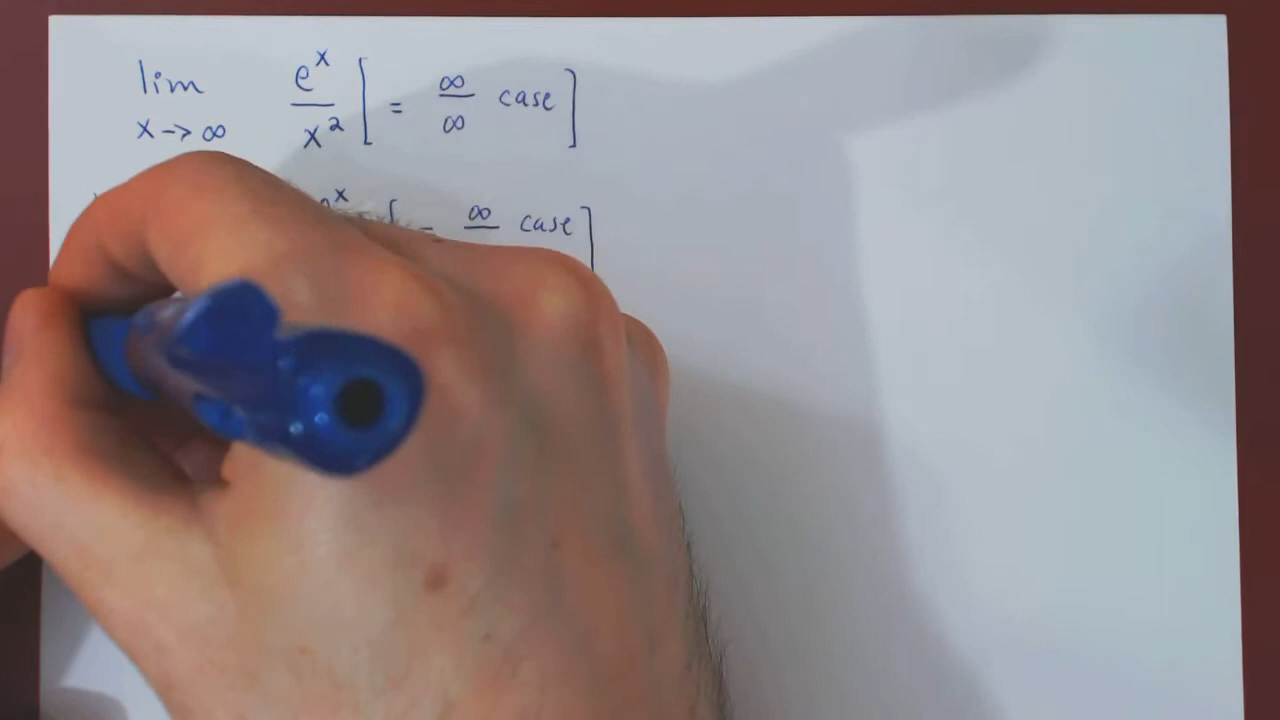 lim e^x/x^2 [= ∞/∞ case]
x→∞
e^x [= ∞ case]